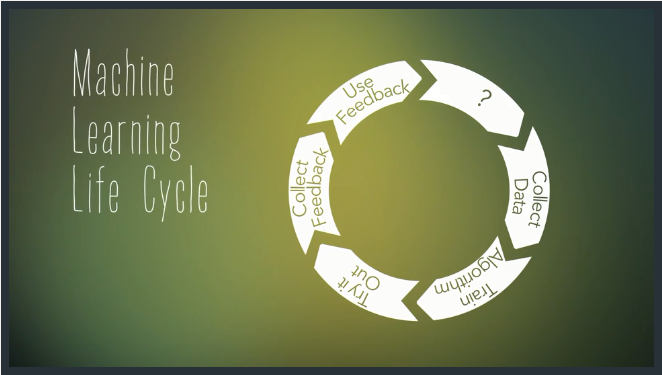 Machine
Learning
Life Cycle
?
Collect
Data
Train
Algorithm
Try it
Out
Collect
Feedback
Use
Feedback